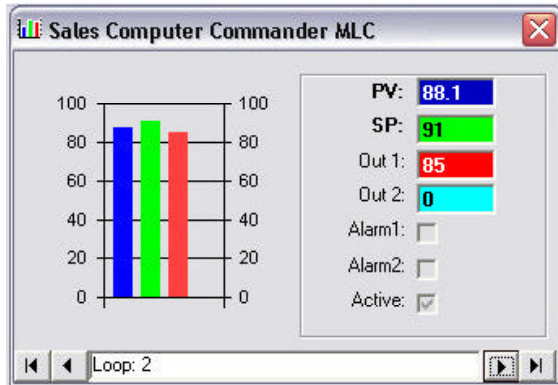 Sales Computer Commander MLC
100 100
80 80
60 60
40 40
20 20
0 0
PV: 88.1
SP: 91
Out 1: 85
Out 2: 0
Alarm1:
Alarm2:
Active:
Loop: 2